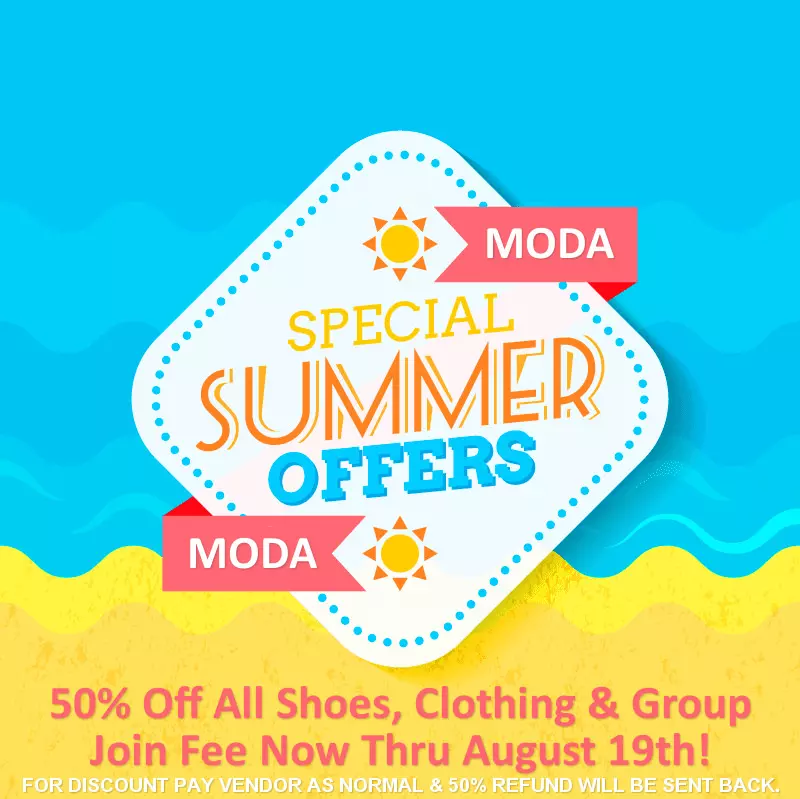 MODA
SPECIAL
SUMMER
OFFERS
MODA
50% Off All Shoes, Clothing & Group
Join Fee Now Thru August 19th!
FOR DISCOUNT PAY VENDOR AS NORMAL & 50% REFUND WILL BE SENT BACK.